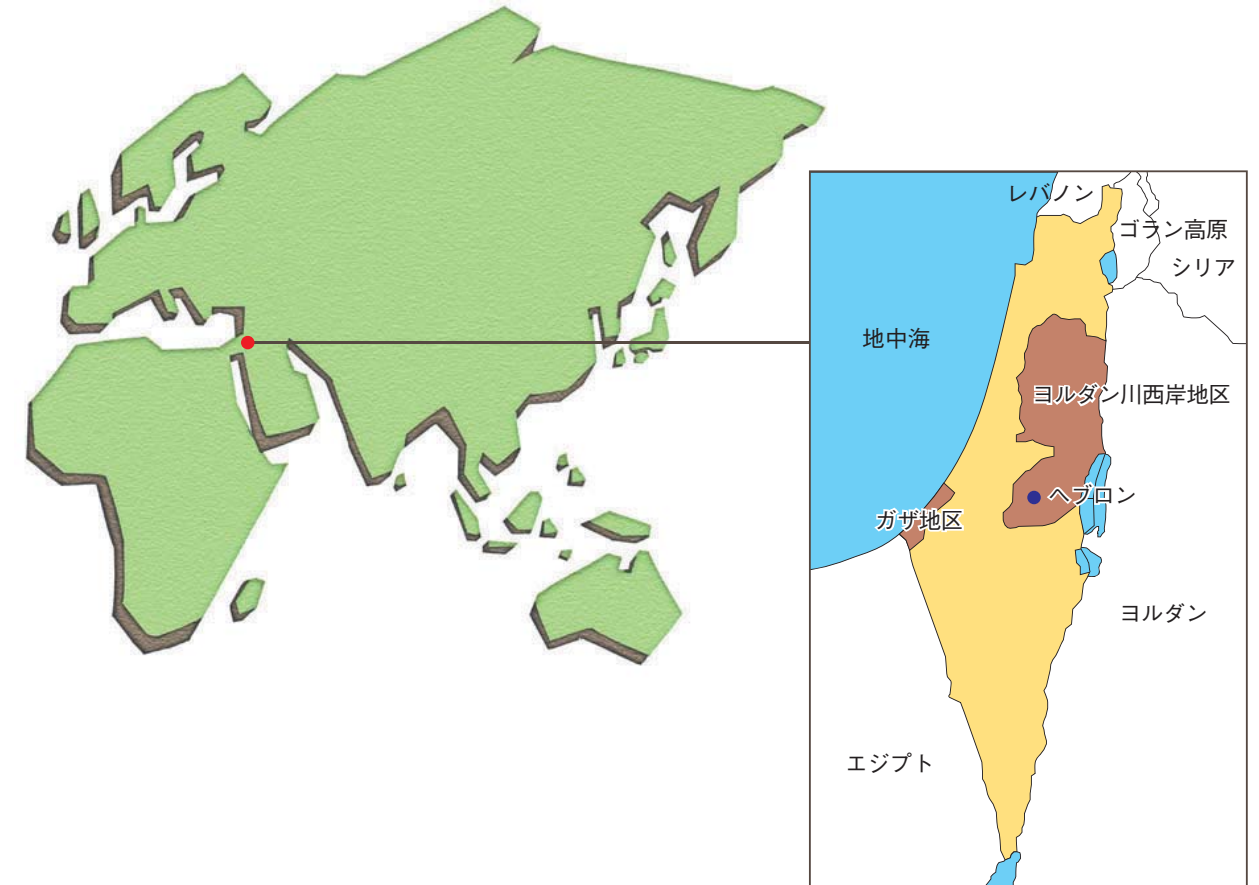 レバノン
ゴラン高原
シリア
地中海
ヨルダン川西岸地区
ヘブロン
ガザ地区
ヨルダン
エジプト